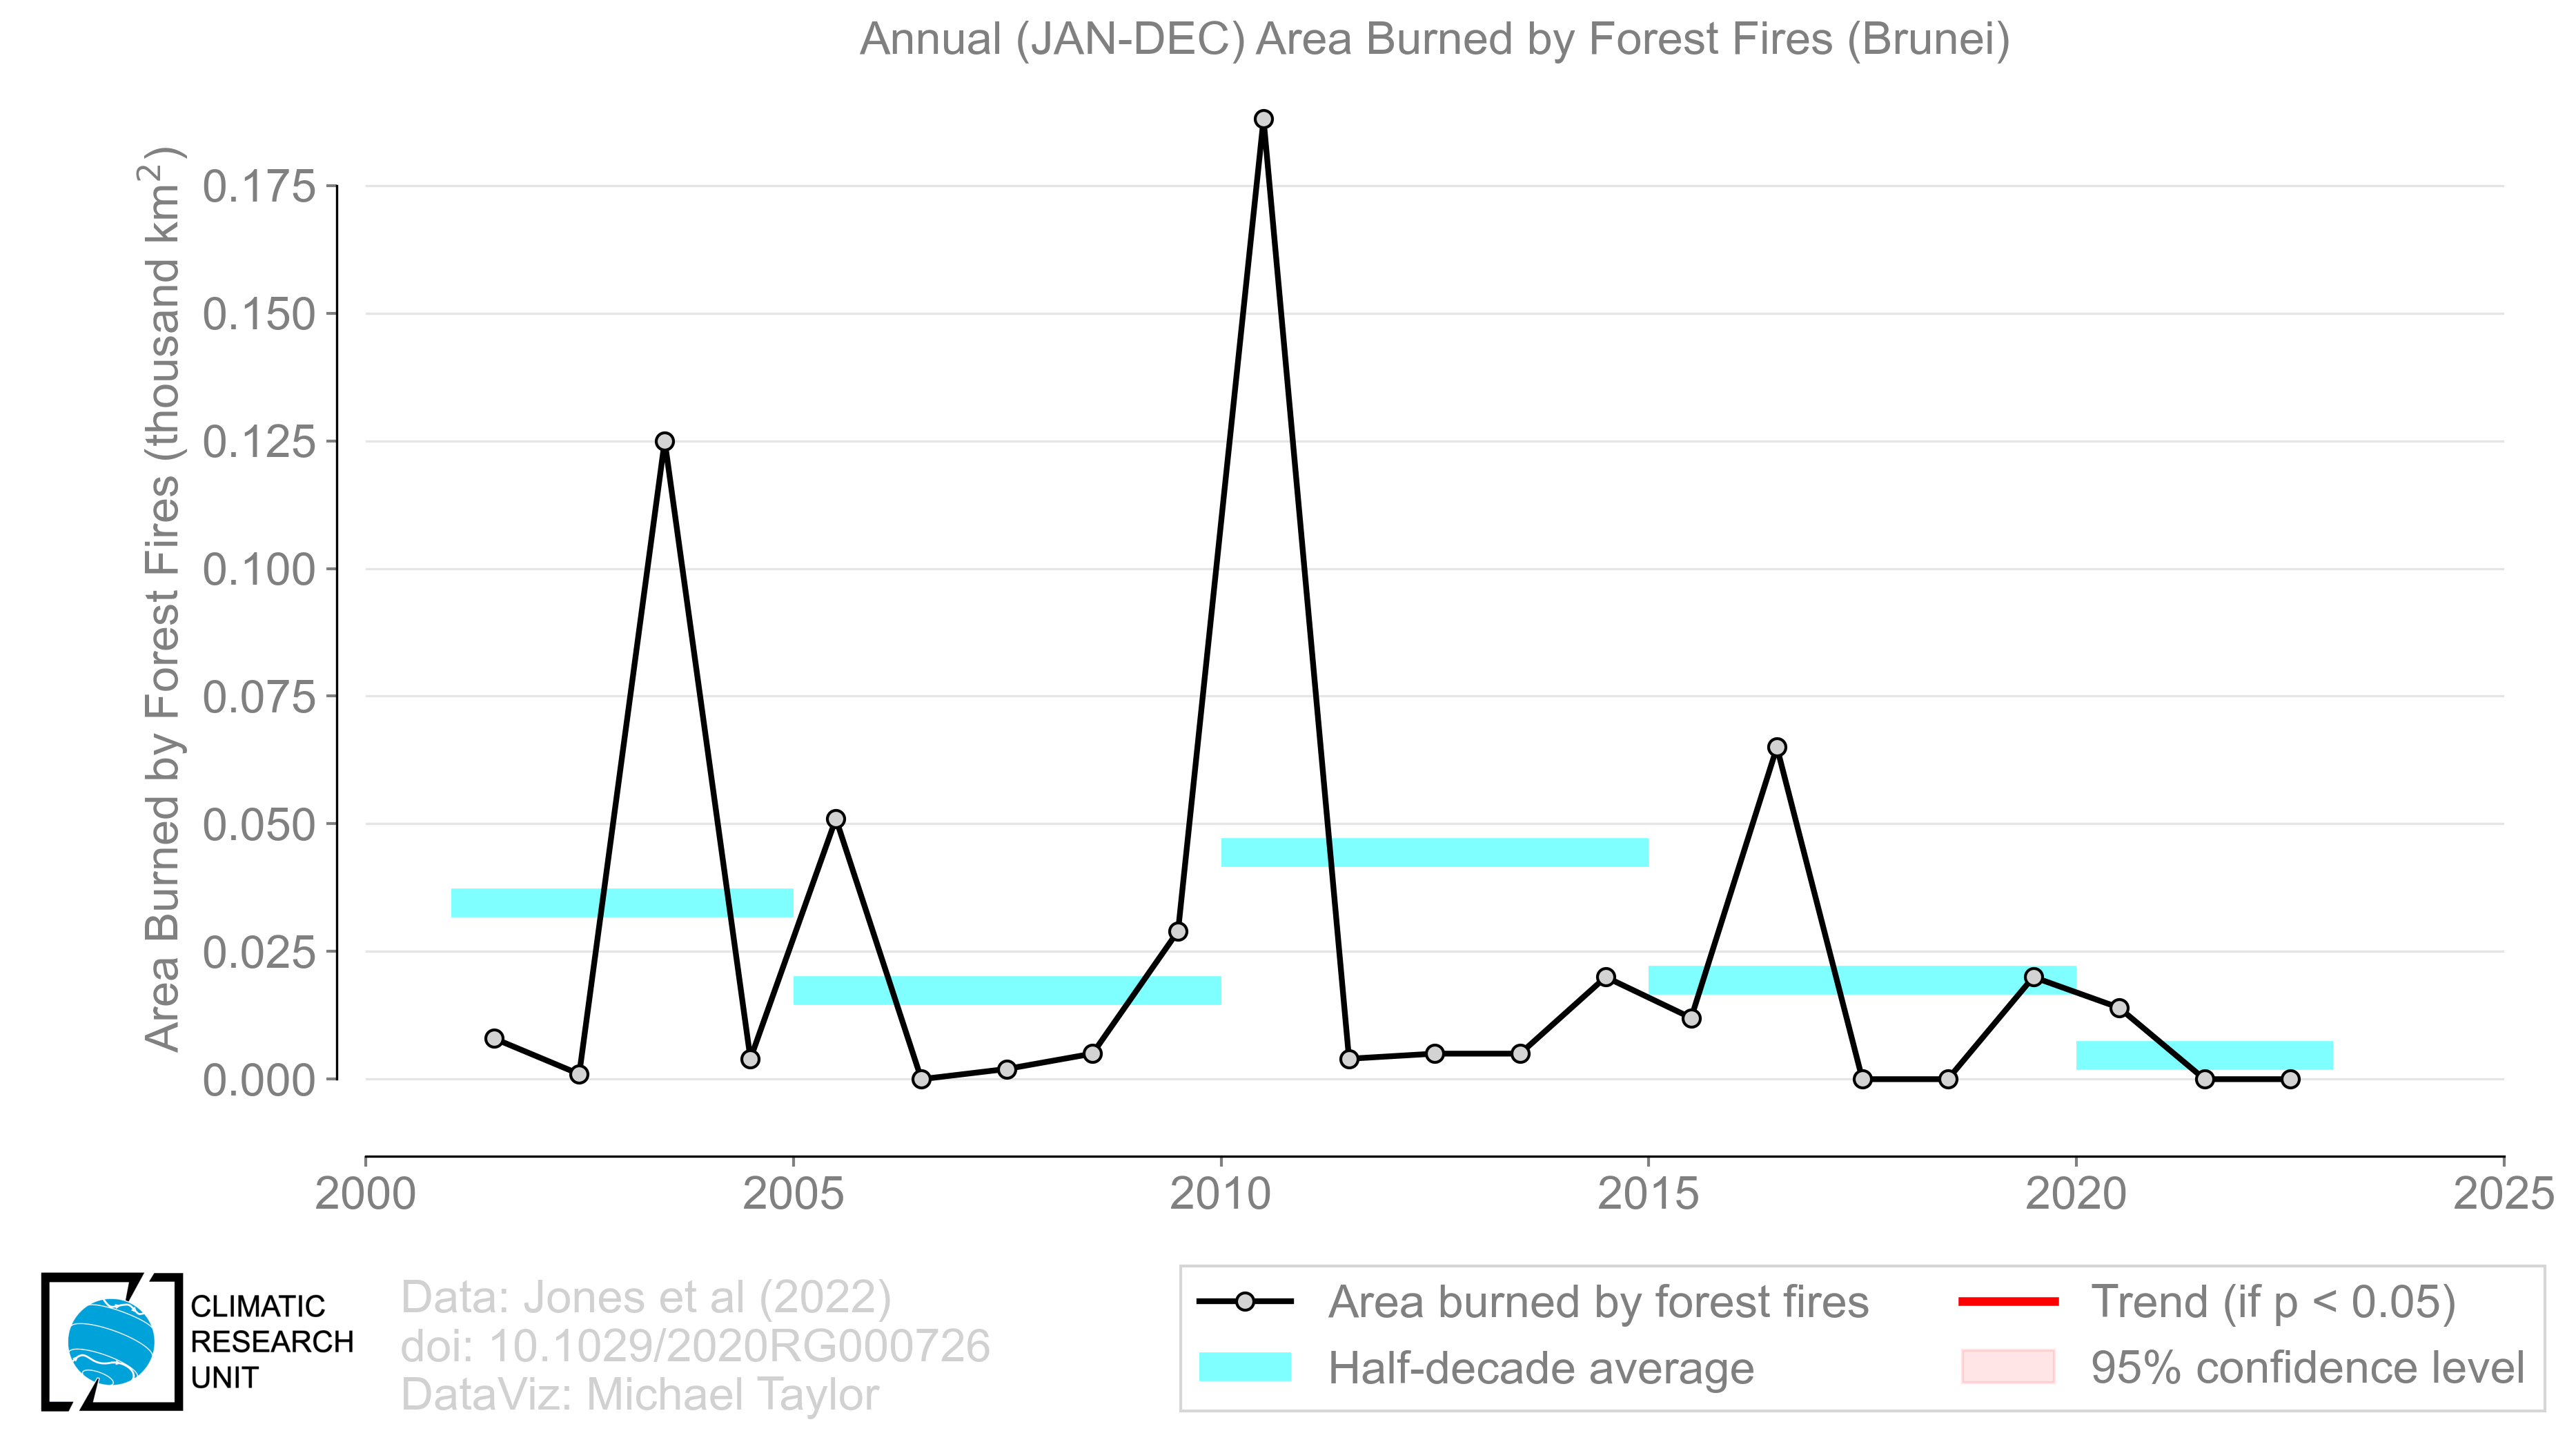 Annual (JAN-DEC) Area Burned by Forest Fires (Brunei)
Area Burned by Forest Fires (thousand km²)
0.175
0.150
0.125
0.100
0.075
0.050
0.025
0.000
2000 2005 2010 2015 2020 2025
CLIMATIC
RESEARCH
UNIT
Data: Jones et al (2022)
doi: 10.1029/2020RG000726
DataViz: Michael Taylor
Area burned by forest fires
Half-decade average
Trend (if p < 0.05)
95% confidence level